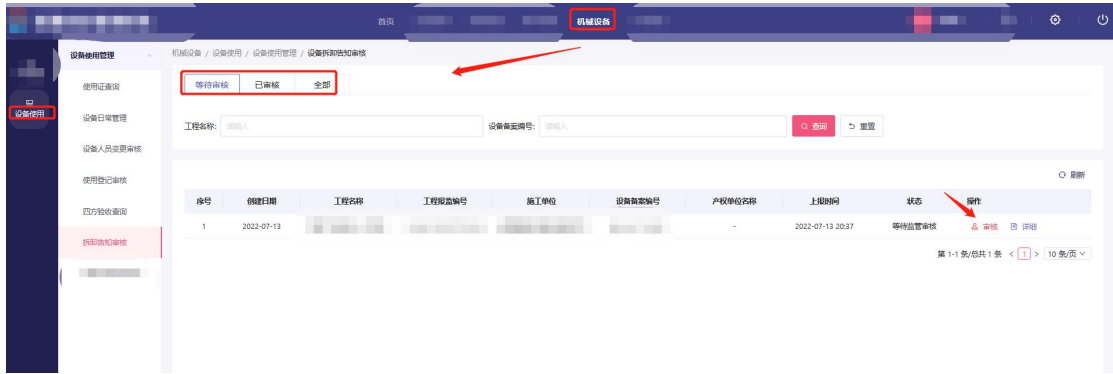 首页 机械设备
设备使用
设备使用管理
使用证查询
设备日常管理
设备人员变更审核
使用登记审核
四方验收查询
拆卸告知审核
机械设备 / 设备使用 / 设备使用管理 / 设备拆卸告知审核
等待审核 已审核 全部
工程名称: 请输入 设备备案编号: 请输入 查询 重置
刷新
序号 创建日期 工程名称 工程报监编号 施工单位 设备备案编号 产权单位名称 上报时间 状态 操作
1 2022-07-13 - 2022-07-13 20:37 等待监管审核 审核 详细
第 1-1 条/总共 1 条 < 1 > 10 条/页